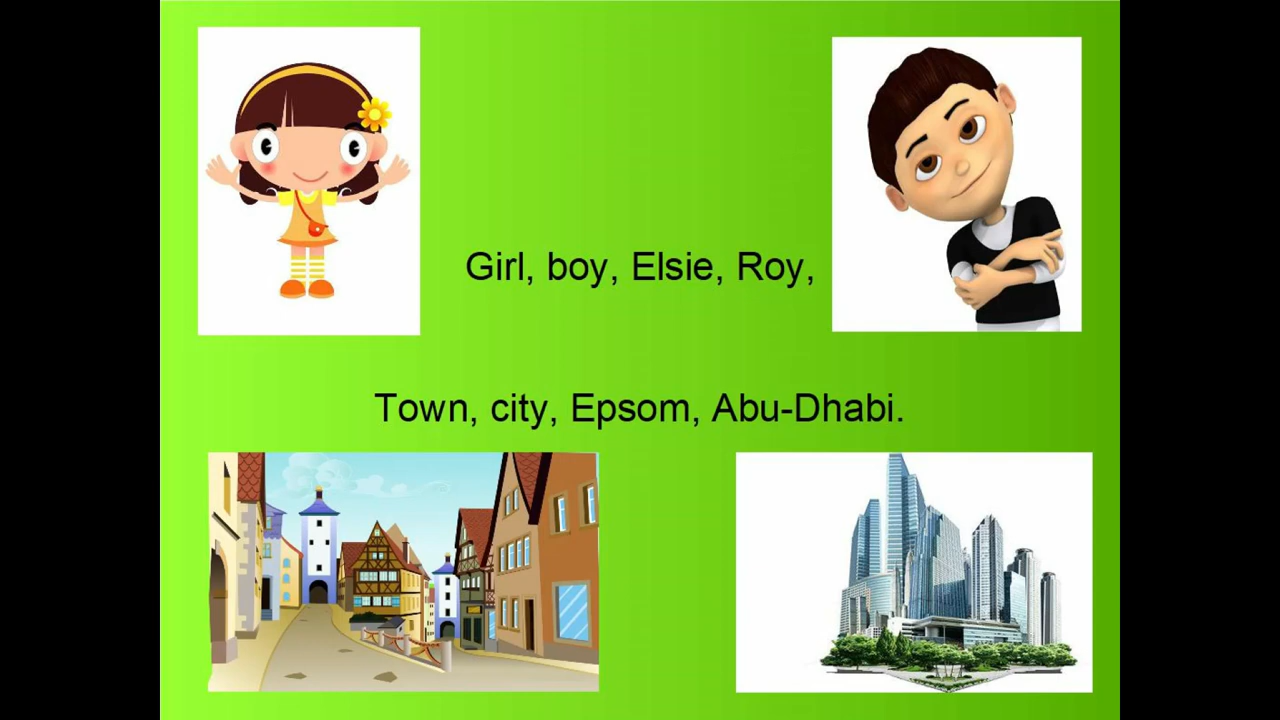 Girl, boy, Elsie, Roy,
Town, city, Epsom, Abu-Dhabi.